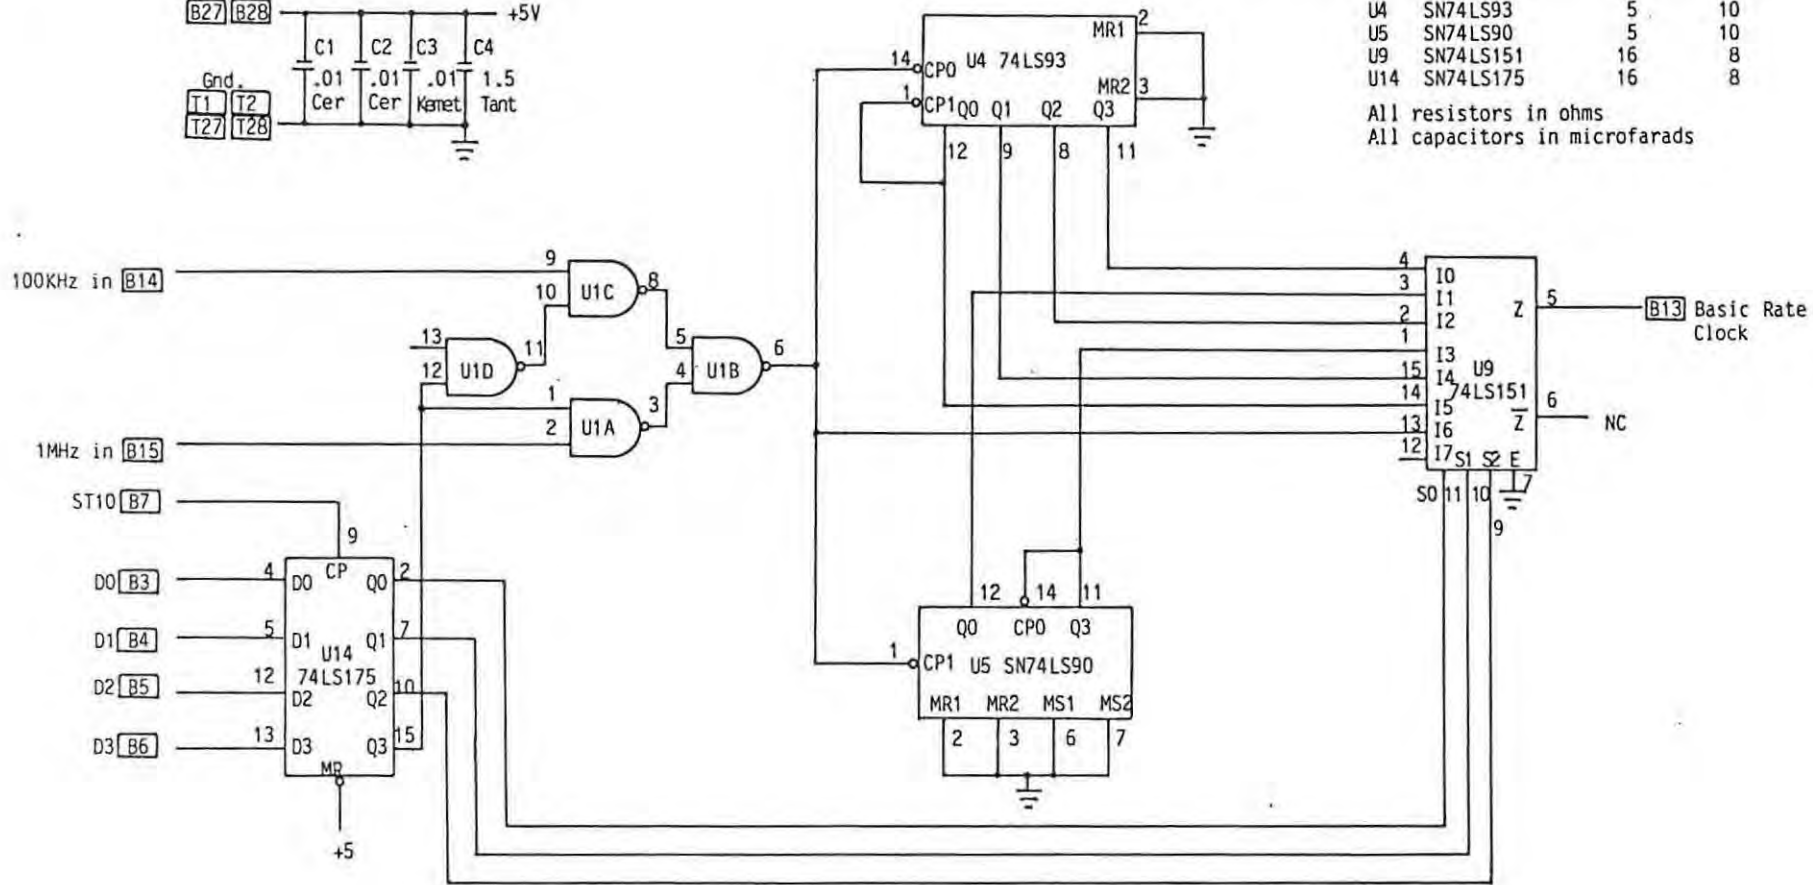 B27 B28 +5V
C1 C2 C3 C4
.01 .01 .01 1.5
Cer Cer Kemet Tant
Gnd.
T1 T2
T27 T28
U4 SN74LS93 5 10
U5 SN74LS90 5 10
U9 SN74LS151 16 8
U14 SN74LS175 16 8
All resistors in ohms
All capacitors in microfarads
MR1 2
14 CP0 U4 74LS93
MR2 3
1 CP1 Q0 Q1 Q2 Q3
12 9 8 11
100KHz in B14
9
10 U1C 8
13
12 U1D 11
5
4 U1B 6
1
2 U1A 3
1MHz in B15
4 I0
3 I1
2 I2
1 I3
15 I4
14 I5
13 I6
12 I7
U9
74LS151
Z 5
B13 Basic Rate
Clock
Z 6
NC
S1 S2 E
S0 11 10 7
9
ST10 B7
9
CP
D0 B3 4 D0 Q0 2
D1 B4 5 D1 Q1 7
U14
74LS175
D2 B5 12 D2 Q2 10
D3 B6 13 D3 Q3 15
MR
+5
12 14 11
Q0 CP0 Q3
1 CP1 U5 SN74LS90
MR1 MR2 MS1 MS2
2 3 6 7